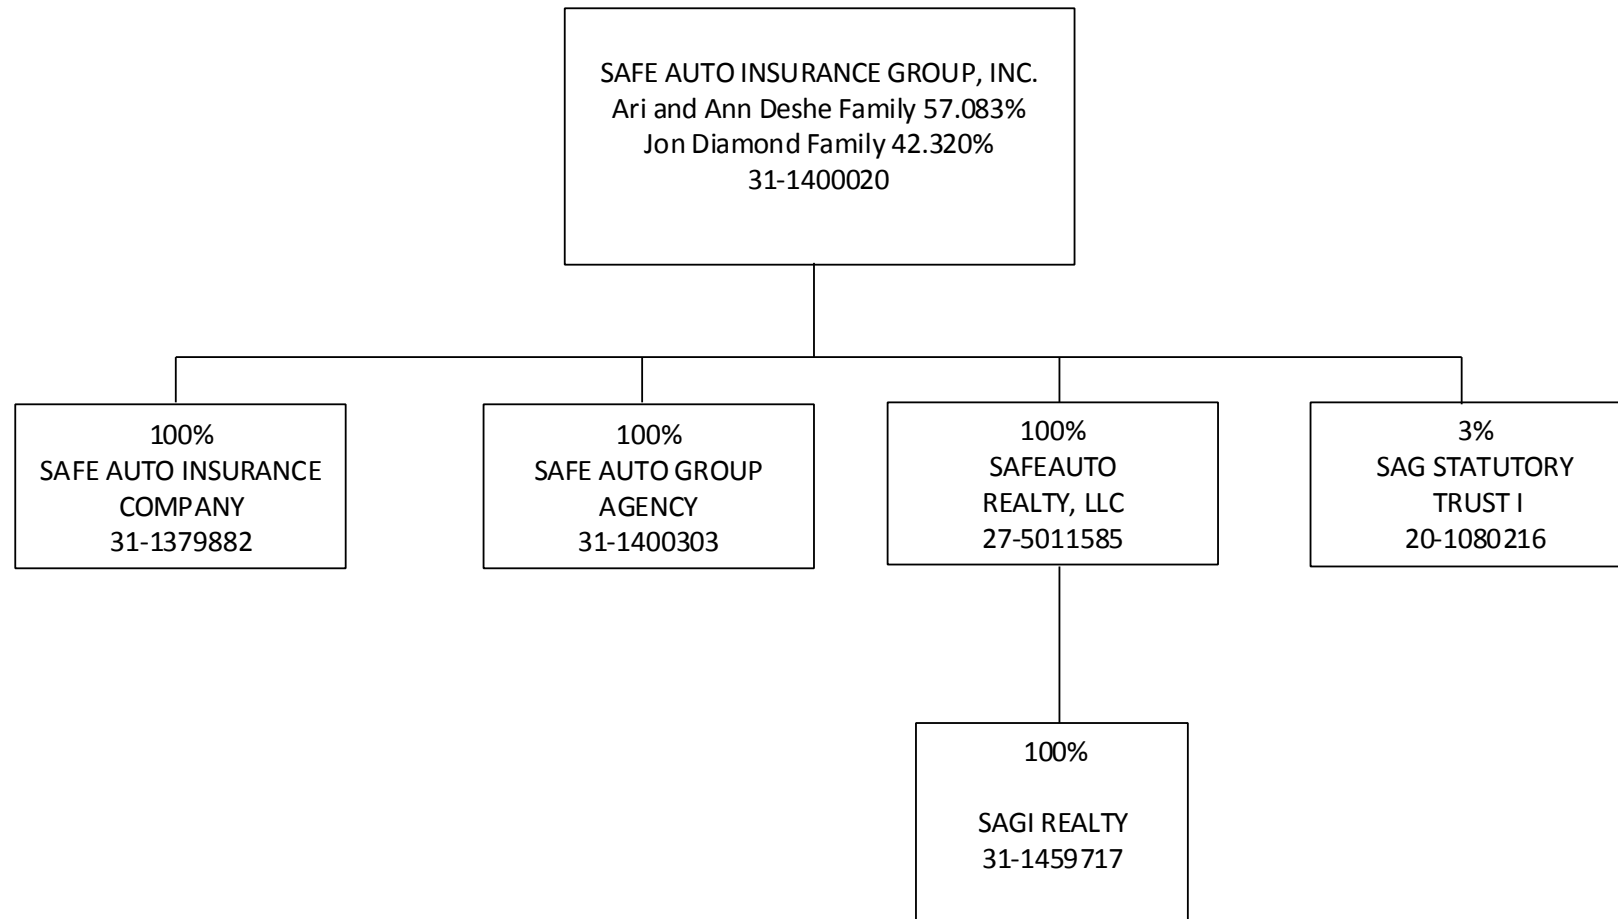 SAFE AUTO INSURANCE GROUP, INC.
Ari and Ann Deshe Family 57.083%
Jon Diamond Family 42.320%
31-1400020
100%
SAFE AUTO INSURANCE
COMPANY
31-1379882
100%
SAFE AUTO GROUP
AGENCY
31-1400303
100%
SAFEAUTO
REALTY, LLC
27-5011585
3%
SAG STATUTORY
TRUST I
20-1080216
100%
SAGI REALTY
31-1459717